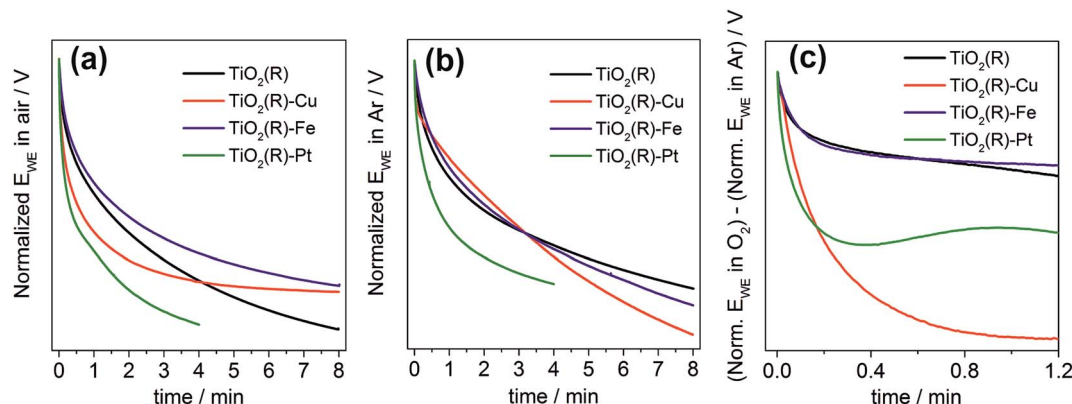 (a)
TiO2(R)
TiO2(R)-Cu
TiO2(R)-Fe
TiO2(R)-Pt
Normalized EWE in air / V
0 1 2 3 4 5 6 7 8
time / min
(b)
TiO2(R)
TiO2(R)-Cu
TiO2(R)-Fe
TiO2(R)-Pt
Normalized EWE in Ar / V
0 1 2 3 4 5 6 7 8
time / min
(c)
TiO2(R)
TiO2(R)-Cu
TiO2(R)-Fe
TiO2(R)-Pt
(Norm. EWE in O2) - (Norm. EWE in Ar) / V
0.0 0.4 0.8 1.2
time / min